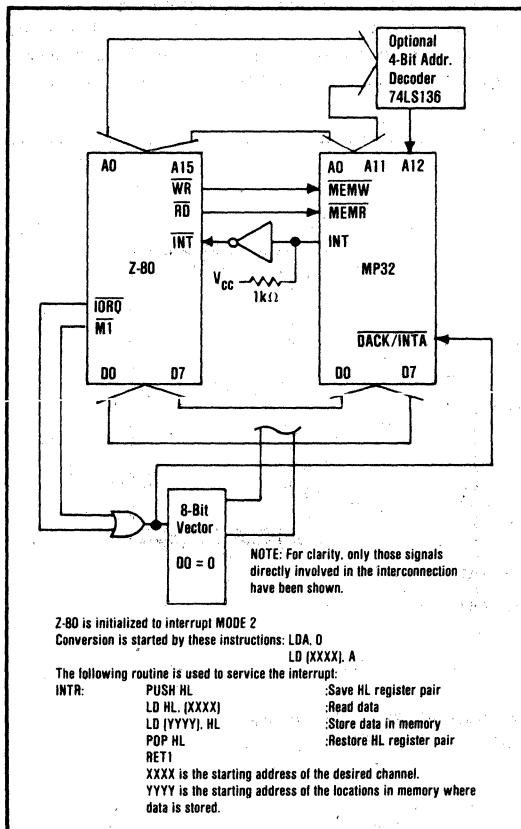 Optional
4-Bit Addr.
Decoder
74LS136
A0 A15
WR
RD
INT
Z-80
IORQ
M1
D0 D7
A0 A11 A12
MEMW
MEMR
INT
MP32
DACK/INTA
D0 D7
VCC
1kΩ
8-Bit
Vector
D0 = 0
NOTE: For clarity, only those signals
directly involved in the interconnection
have been shown.
Z-80 is initialized to interrupt MODE 2
Conversion is started by these instructions: LDA, 0
LD (XXXX), A
The following routine is used to service the interrupt:
INTR: PUSH HL ;Save HL register pair
LD HL, (XXXX) ;Read data
LD (YYYY), HL ;Store data in memory
POP HL ;Restore HL register pair
RET1
XXXX is the starting address of the desired channel.
YYYY is the starting address of the locations in memory where
data is stored.